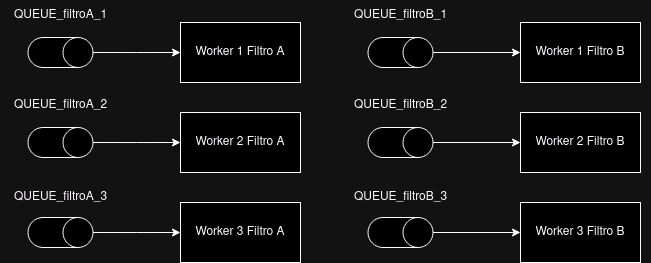 QUEUE_filtroA_1
QUEUE_filtroB_1
Worker 1 Filtro A
Worker 1 Filtro B
QUEUE_filtroA_2
QUEUE_filtroB_2
Worker 2 Filtro A
Worker 2 Filtro B
QUEUE_filtroA_3
QUEUE_filtroB_3
Worker 3 Filtro A
Worker 3 Filtro B